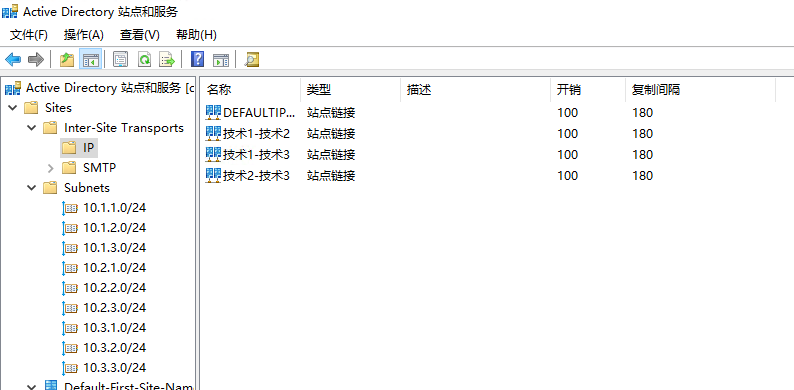 Active Directory 站点和服务
文件(F) 操作(A) 查看(V) 帮助(H)
Active Directory 站点和服务 [c
Sites
Inter-Site Transports
IP
SMTP
Subnets
10.1.1.0/24
10.1.2.0/24
10.1.3.0/24
10.2.1.0/24
10.2.2.0/24
10.2.3.0/24
10.3.1.0/24
10.3.2.0/24
10.3.3.0/24
Default-First-Site-Nam
名称 类型 描述 开销 复制间隔
DEFAULTIP... 站点链接 100 180
技术1-技术2 站点链接 100 180
技术1-技术3 站点链接 100 180
技术2-技术3 站点链接 100 180